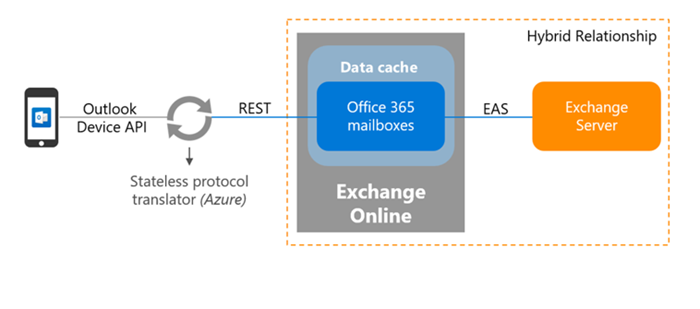 Hybrid Relationship
Data cache
Outlook
Device API
REST
Office 365
mailboxes
EAS
Exchange
Server
Stateless protocol
translator (Azure)
Exchange
Online